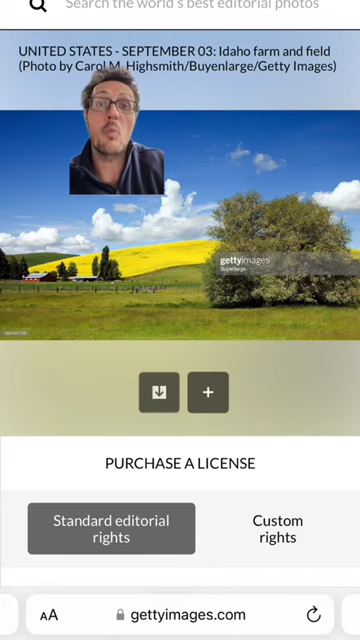 Search the world's best editorial photos
UNITED STATES - SEPTEMBER 03: Idaho farm and field
(Photo by Carol M. Highsmith/Buyenlarge/Getty Images)
gettyimages
Buyenlarge
PURCHASE A LICENSE
Standard editorial
rights
Custom
rights
AA
gettyimages.com